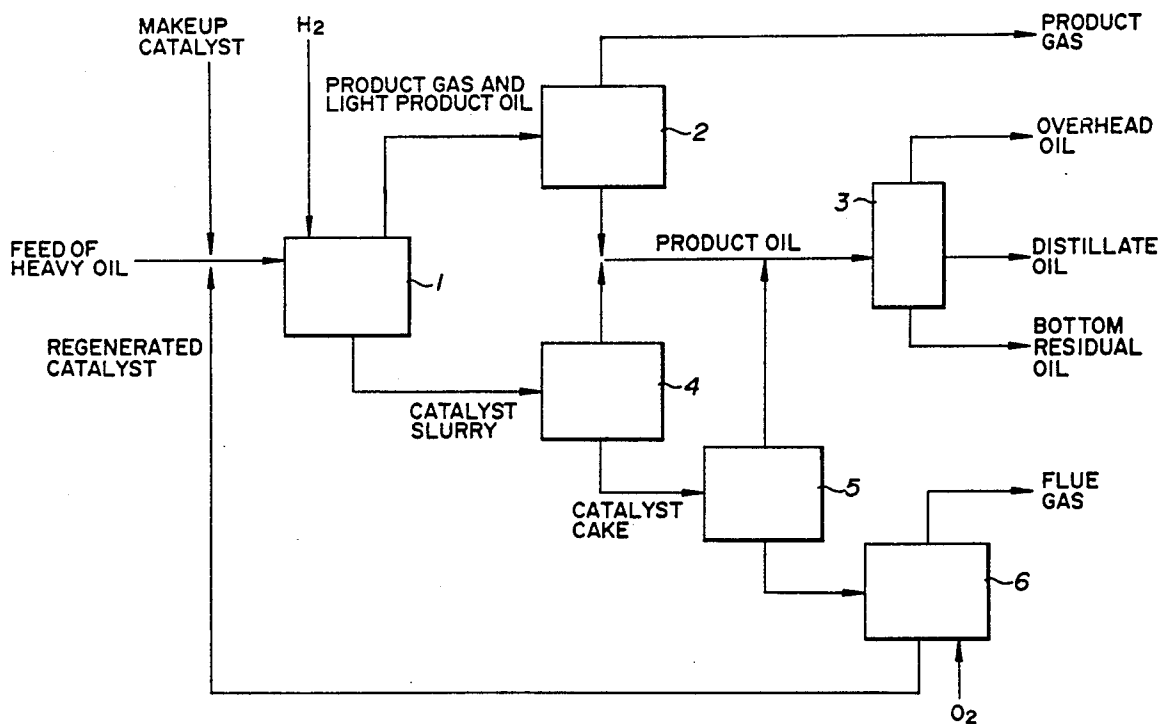 MAKEUP
CATALYST
H2
PRODUCT GAS AND
LIGHT PRODUCT OIL
PRODUCT
GAS
2
OVERHEAD
OIL
3
FEED OF
HEAVY OIL
1
PRODUCT OIL
DISTILLATE
OIL
REGENERATED
CATALYST
BOTTOM
RESIDUAL
OIL
4
CATALYST
SLURRY
5
CATALYST
CAKE
FLUE
GAS
6
O2